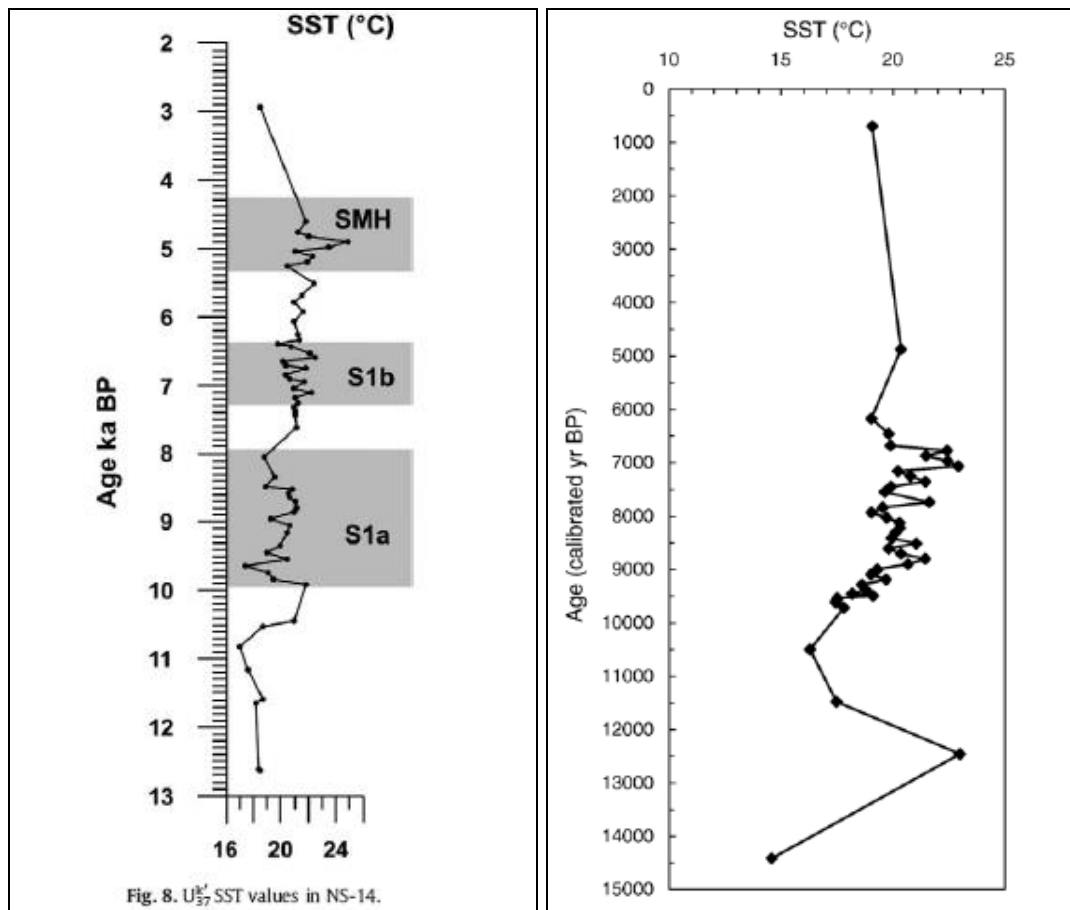 SST (°C)
2
3
4
SMH
5
6
S1b
7
8
9
S1a
10
11
12
13
Age ka BP
16 20 24
Fig. 8. U37k′ SST values in NS-14.
SST (°C)
10 15 20 25
0
1000
2000
3000
4000
5000
6000
7000
8000
9000
10000
11000
12000
13000
14000
15000
Age (calibrated yr BP)